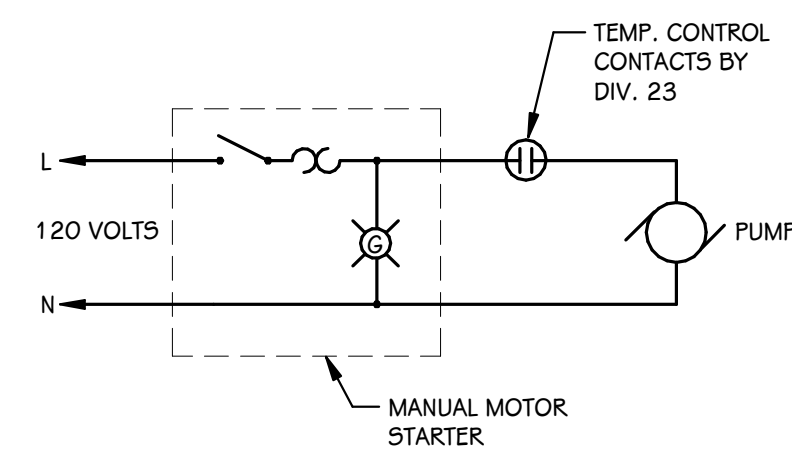 TEMP. CONTROL
CONTACTS BY
DIV. 23
L
120 VOLTS
G
PUMP
N
MANUAL MOTOR
STARTER